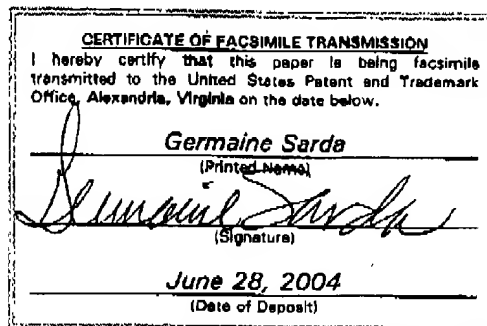 CERTIFICATE OF FACSIMILE TRANSMISSION
I hereby certify that this paper is being facsimile
transmitted to the United States Patent and Trademark
Office, Alexandria, Virginia on the date below.
Germaine Sarda
(Printed Name)
Germaine Sarda
(Signature)
June 28, 2004
(Date of Deposit)